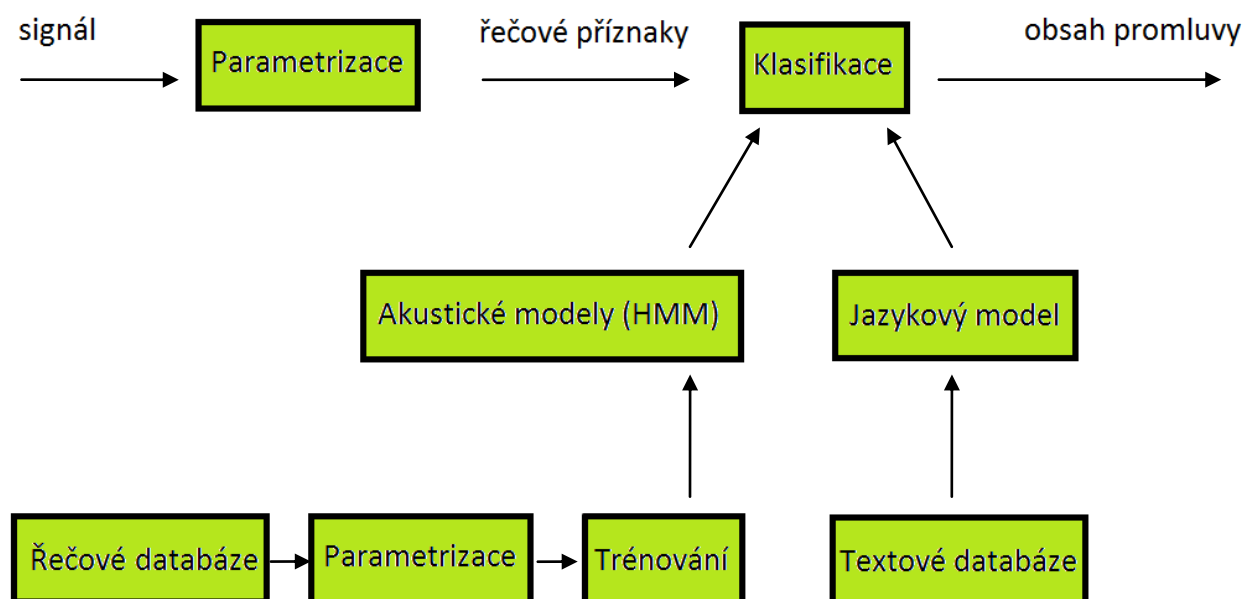 signál
Parametrizace
řečové příznaky
Klasifikace
obsah promluvy
Akustické modely (HMM)
Jazykový model
Řečové databáze
Parametrizace
Trénování
Textové databáze